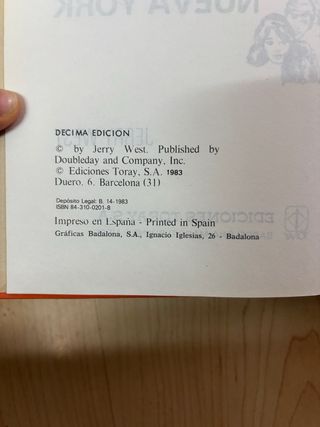 NUEVA YORK
DECIMA EDICION
© by Jerry West. Published by
Doubleday and Company, Inc.
© Ediciones Toray, S.A. 1983
Duero, 6. Barcelona (31)
Depósito Legal: B. 14-1983
ISBN 84-310-0201-8
Impreso en España - Printed in Spain
Gráficas Badalona, S.A., Ignacio Iglesias, 26 - Badalona